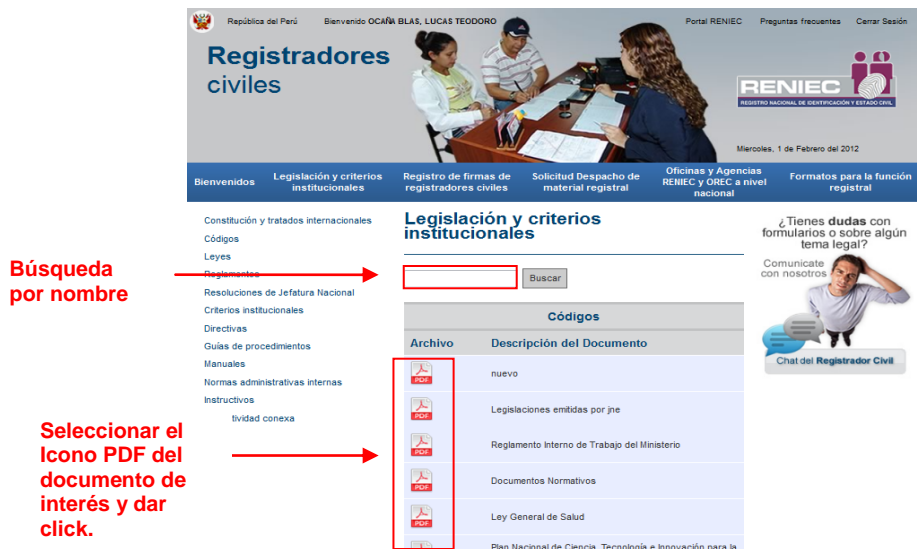 República del Perú Bienvenido OCAÑA BLAS, LUCAS TEODORO Portal RENIEC Preguntas frecuentes Cerrar Sesión
Registradores
civiles
RENIEC
REGISTRO NACIONAL DE IDENTIFICACIÓN Y ESTADO CIVIL
Miercoles, 1 de Febrero del 2012
Bienvenidos
Legislación y criterios
institucionales
Registro de firmas de
registradores civiles
Solicitud Despacho de
material registral
Oficinas y Agencias
RENIEC y OREC a nivel
nacional
Formatos para la función
registral
Búsqueda
por nombre
Seleccionar el
Icono PDF del
documento de
interés y dar
click.
Constitución y tratados internacionales
Códigos
Leyes
Reglamentos
Resoluciones de Jefatura Nacional
Criterios institucionales
Directivas
Guías de procedimientos
Manuales
Normas administrativas internas
Instructivos
tividad conexa
Legislación y criterios
institucionales
Buscar
Códigos
Archivo Descripción del Documento
PDF nuevo
PDF Legislaciones emitidas por jne
PDF Reglamento Interno de Trabajo del Ministerio
PDF Documentos Normativos
PDF Ley General de Salud
Plan Nacional de Ciencia, Tecnología e Innovación para la
¿Tienes dudas con
formularios o sobre algún
tema legal?
Comunicate
con nosotros
Chat del Registrador Civil